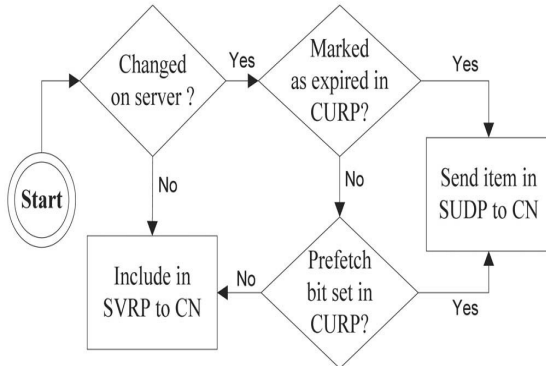 Changed
on server ?
Yes
Marked
as expired in
CURP?
Yes
Start
No
No
Send item in
SUDP to CN
Include in
SVRP to CN
No
Prefetch
bit set in
CURP?
Yes